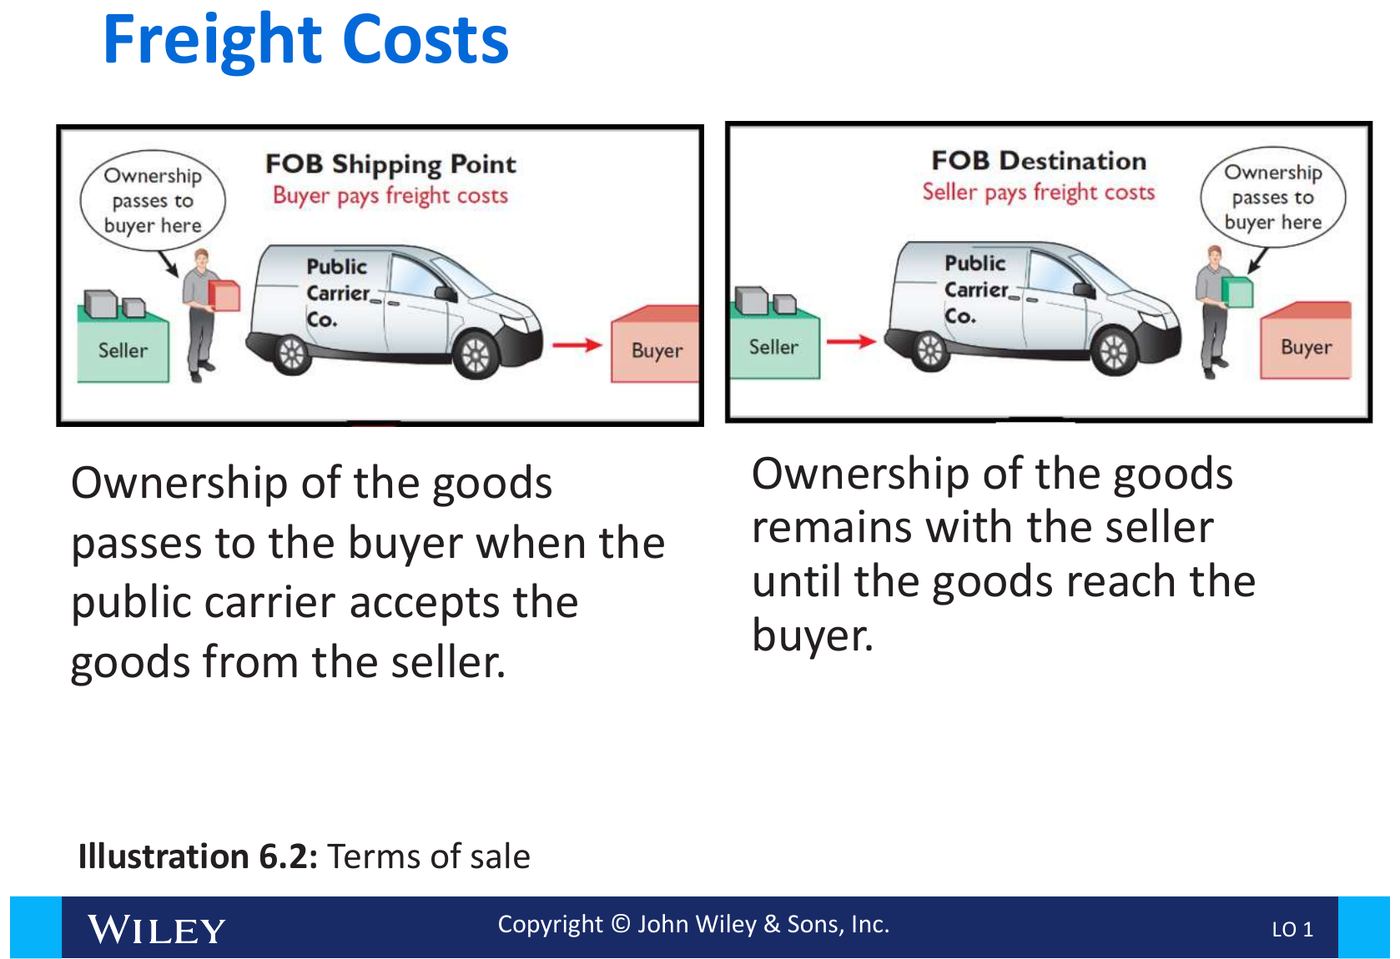 Freight Costs
FOB Shipping Point
Buyer pays freight costs
Ownership
passes to
buyer here
Public
Carrier
Co.
Seller
Buyer
FOB Destination
Seller pays freight costs
Ownership
passes to
buyer here
Public
Carrier
Co.
Seller
Buyer
Ownership of the goods
passes to the buyer when the
public carrier accepts the
goods from the seller.
Ownership of the goods
remains with the seller
until the goods reach the
buyer.
Illustration 6.2: Terms of sale
WILEY
Copyright © John Wiley & Sons, Inc.
LO 1